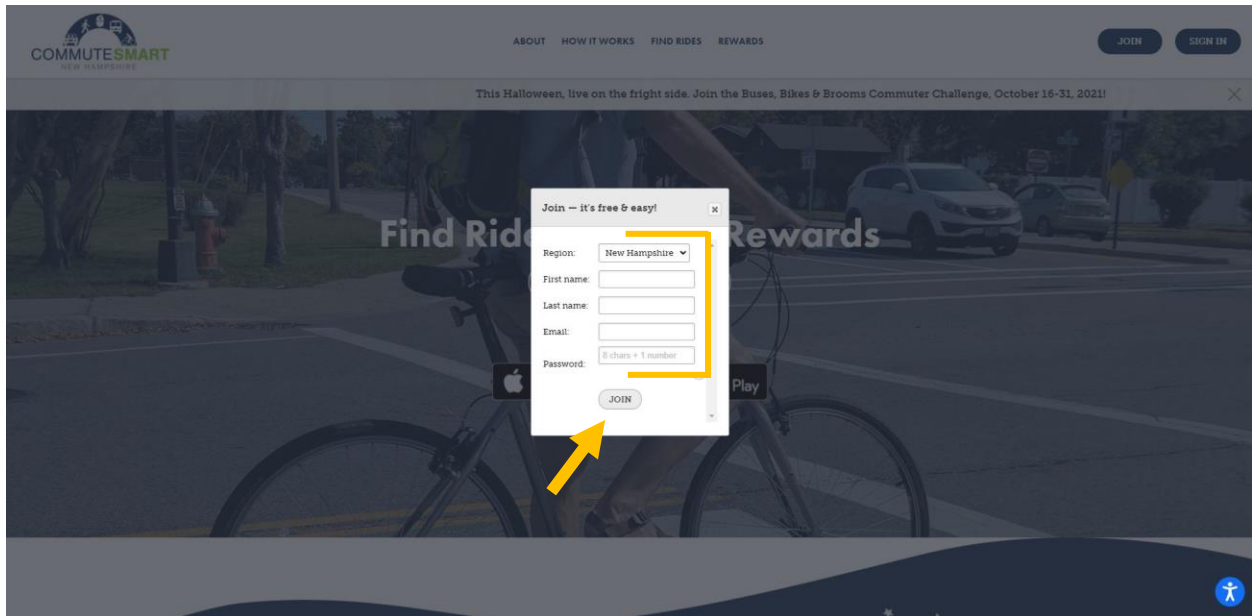 COMMUTESMART
NEW HAMPSHIRE
ABOUT HOW IT WORKS FIND RIDES REWARDS
JOIN SIGN IN
This Halloween, live on the fright side. Join the Buses, Bikes & Brooms Commuter Challenge, October 16-31, 2021!
Join — it's free & easy!
Find Rewards
Region: New Hampshire
First name:
Last name:
Email:
Password: 8 chars + 1 number
Play
JOIN